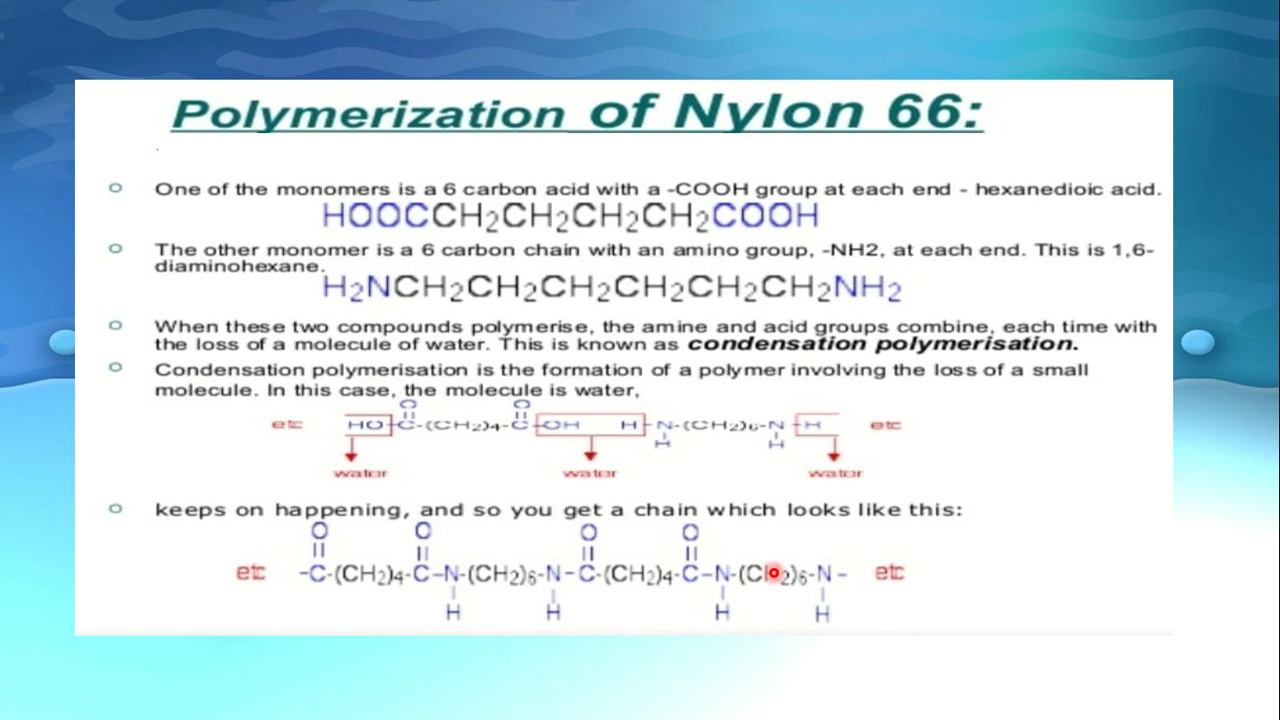 Polymerization of Nylon 66:
One of the monomers is a 6 carbon acid with a -COOH group at each end - hexanedioic acid.
HOOCCH₂CH₂CH₂CH₂COOH
The other monomer is a 6 carbon chain with an amino group, -NH2, at each end. This is 1,6-
diaminohexane.
H₂NCH₂CH₂CH₂CH₂CH₂CH₂NH₂
When these two compounds polymerise, the amine and acid groups combine, each time with
the loss of a molecule of water. This is known as condensation polymerisation.
Condensation polymerisation is the formation of a polymer involving the loss of a small
molecule. In this case, the molecule is water,
O O
etc HO C-(CH₂)₄-C OH H N-(CH₂)₆-N H etc
H H
water water water
keeps on happening, and so you get a chain which looks like this:
O O O O
etc -C-(CH₂)₄-C-N-(CH₂)₆-N-C-(CH₂)₄-C-N-(C ₂)₆-N- etc
H H H H